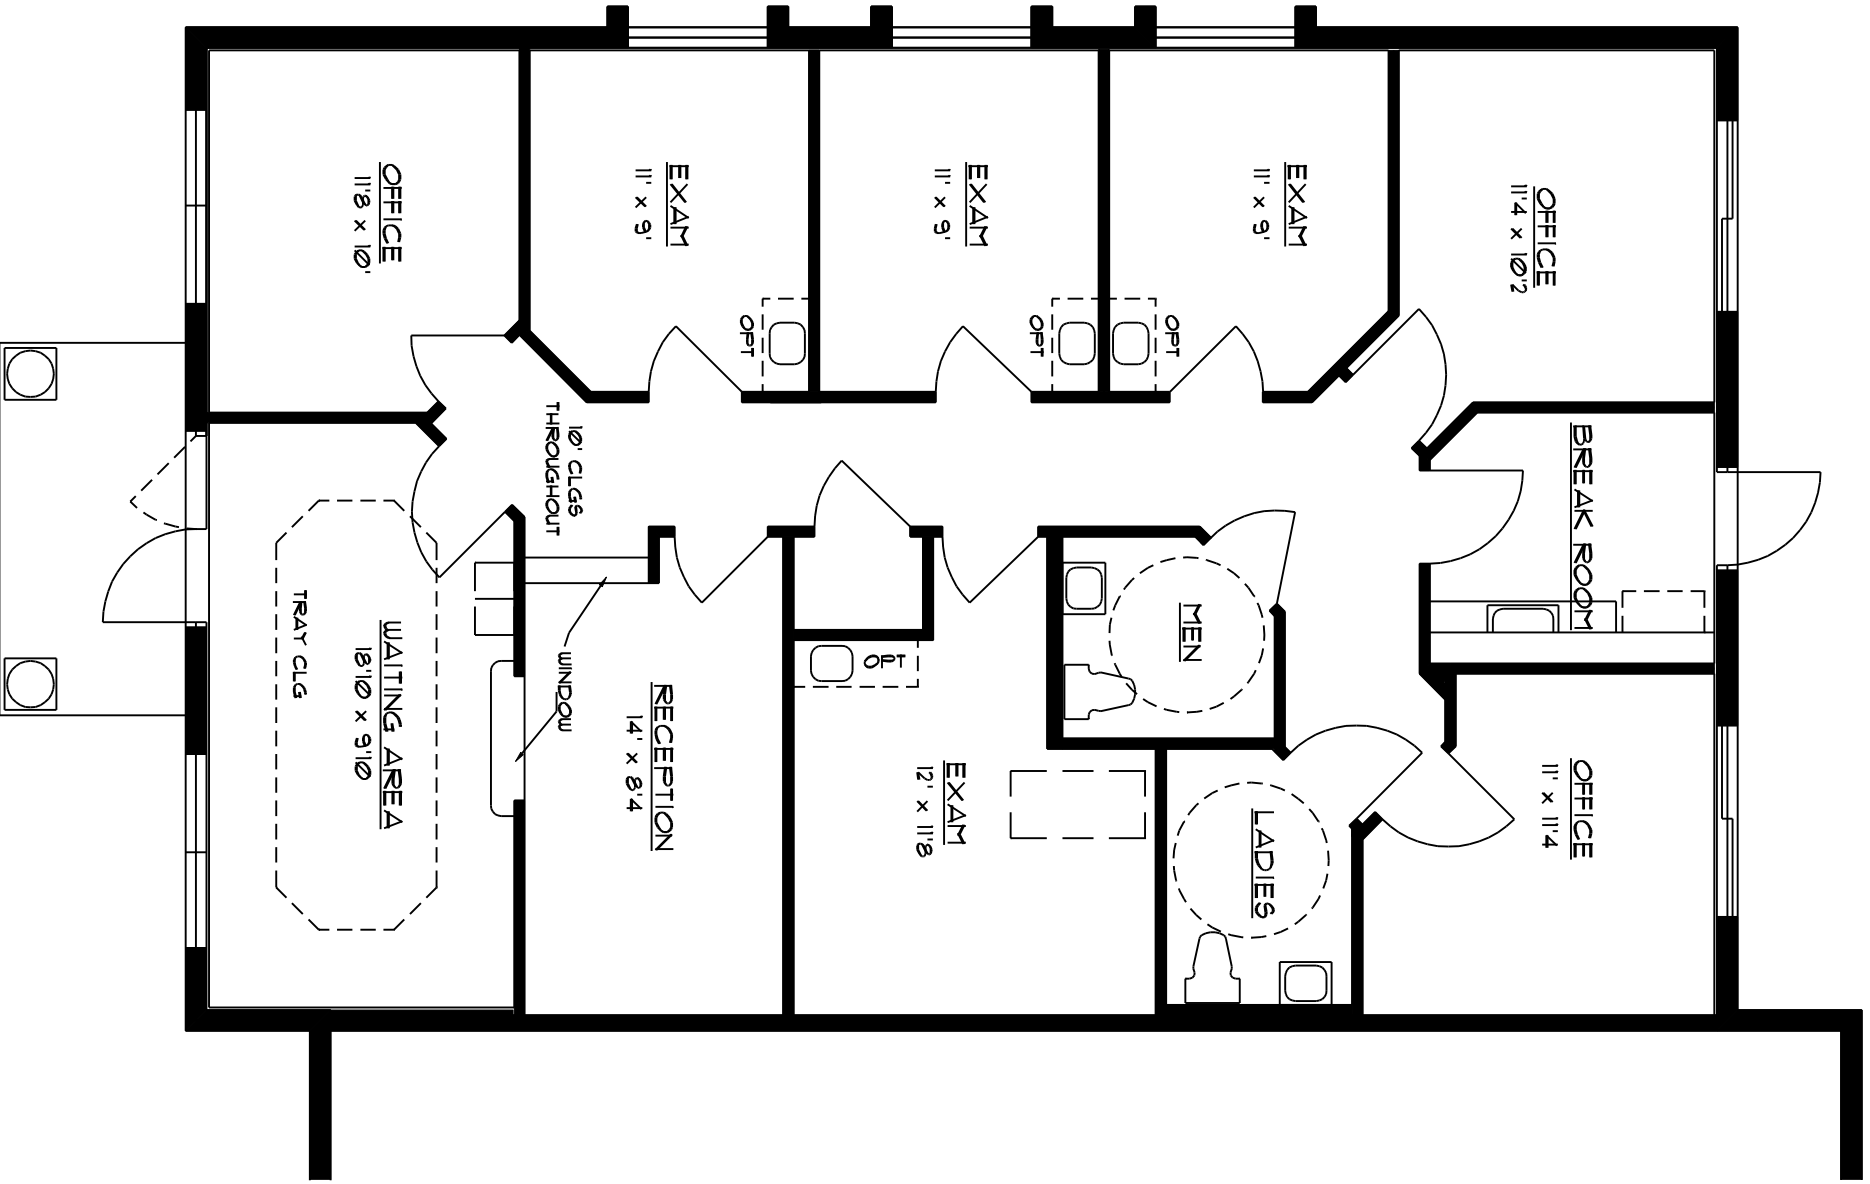 OFFICE
11'8 x 10'
EXAM
11' x 9'
EXAM
11' x 9'
EXAM
11' x 9'
OFFICE
11'4 x 10'2
OPT
OPT
OPT
10' CLGS
THROUGHOUT
BREAK ROOM
WAITING AREA
18'10 x 9'10
TRAY CLG
WINDOW
RECEPTION
14' x 8'4
OPT
EXAM
12' x 11'8
MEN
LADIES
OFFICE
11' x 11'4